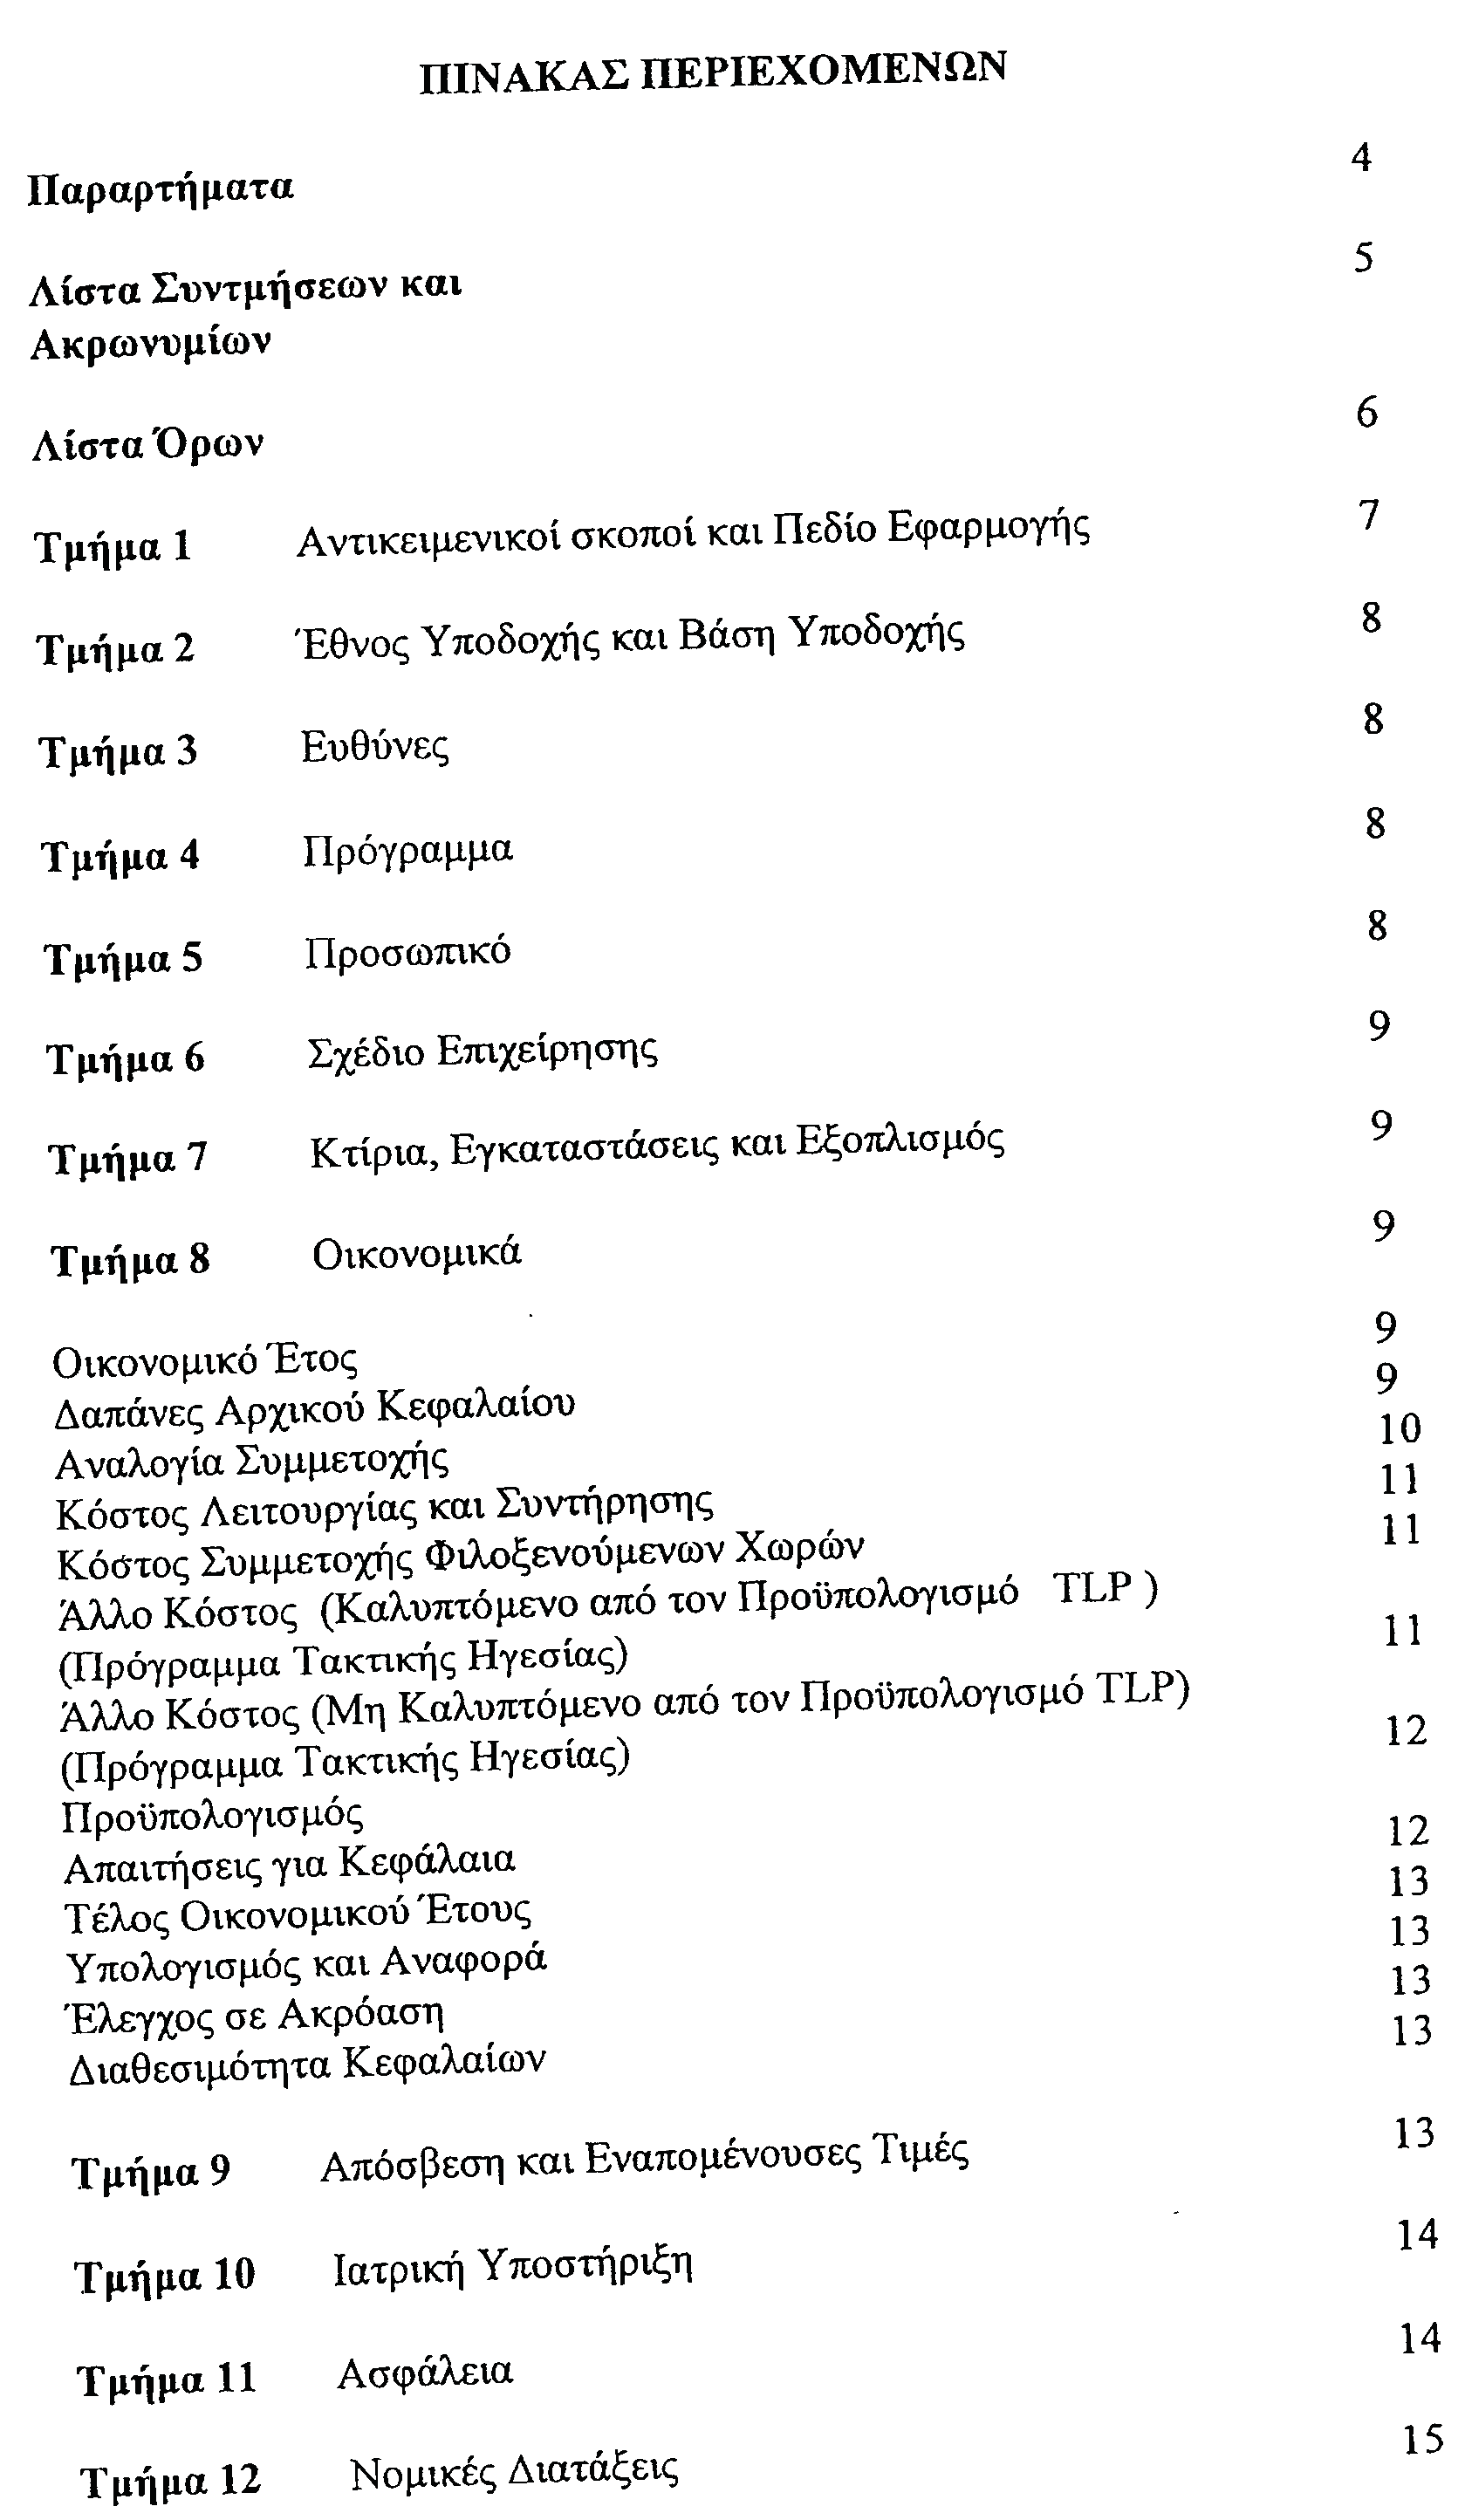 ΠΙΝΑΚΑΣ ΠΕΡΙΕΧΟΜΕΝΩΝ
Παραρτήματα 4
Λίστα Συντμήσεων και 5
Ακρωνυμίων
Λίστα Όρων 6
Τμήμα 1 Αντικειμενικοί σκοποί και Πεδίο Εφαρμογής 7
Τμήμα 2 Έθνος Υποδοχής και Βάση Υποδοχής 8
Τμήμα 3 Ευθύνες 8
Τμήμα 4 Πρόγραμμα 8
Τμήμα 5 Προσωπικό 8
Τμήμα 6 Σχέδιο Επιχείρησης 9
Τμήμα 7 Κτίρια, Εγκαταστάσεις και Εξοπλισμός 9
Τμήμα 8 Οικονομικά 9
Οικονομικό Έτος 9
Δαπάνες Αρχικού Κεφαλαίου 9
Αναλογία Συμμετοχής 10
Κόστος Λειτουργίας και Συντήρησης 11
Κόστος Συμμετοχής Φιλοξενούμενων Χωρών 11
Άλλο Κόστος (Καλυπτόμενο από τον Προϋπολογισμό TLP )
(Πρόγραμμα Τακτικής Ηγεσίας) 11
Άλλο Κόστος (Μη Καλυπτόμενο από τον Προϋπολογισμό TLP)
(Πρόγραμμα Τακτικής Ηγεσίας) 12
Προϋπολογισμός
Απαιτήσεις για Κεφάλαια 12
Τέλος Οικονομικού Έτους 13
Υπολογισμός και Αναφορά 13
Έλεγχος σε Ακρόαση 13
Διαθεσιμότητα Κεφαλαίων 13
Τμήμα 9 Απόσβεση και Εναπομένουσες Τιμές 13
Τμήμα 10 Ιατρική Υποστήριξη 14
Τμήμα 11 Ασφάλεια 14
Τμήμα 12 Νομικές Διατάξεις 15